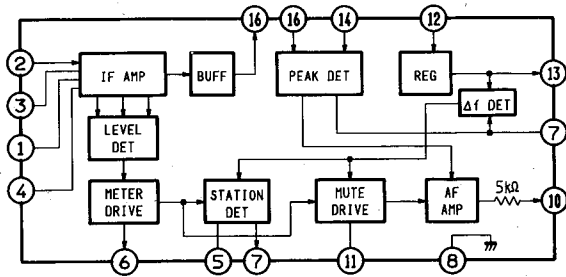 16 16 14 12
2 IF AMP BUFF PEAK DET REG 13
3 Δf DET
1 LEVEL
DET 7
4
METER
DRIVE STATION
DET MUTE
DRIVE AF
AMP 5kΩ 10
6 5 7 11 8